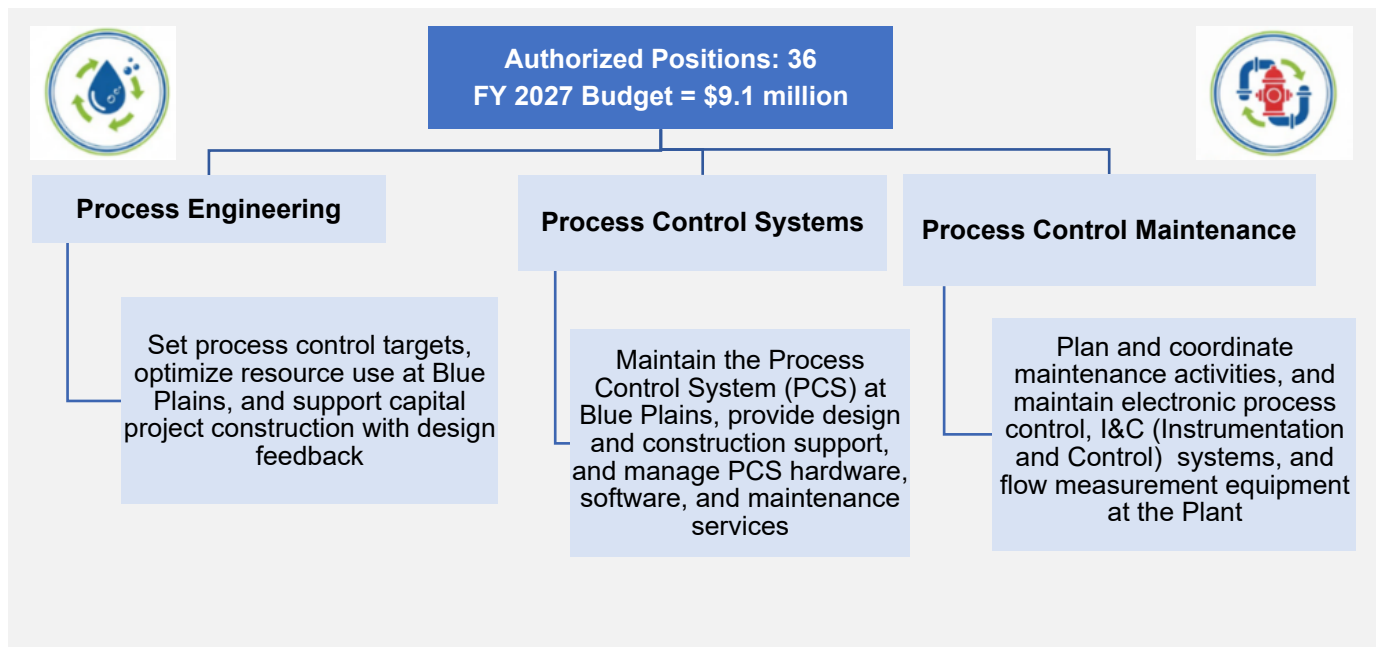 Authorized Positions: 36
FY 2027 Budget = $9.1 million
Process Engineering
Set process control targets,
optimize resource use at Blue
Plains, and support capital
project construction with design
feedback
Process Control Systems
Maintain the Process
Control System (PCS) at
Blue Plains, provide design
and construction support,
and manage PCS hardware,
software, and maintenance
services
Process Control Maintenance
Plan and coordinate
maintenance activities, and
maintain electronic process
control, I&C (Instrumentation
and Control)  systems, and
flow measurement equipment
at the Plant